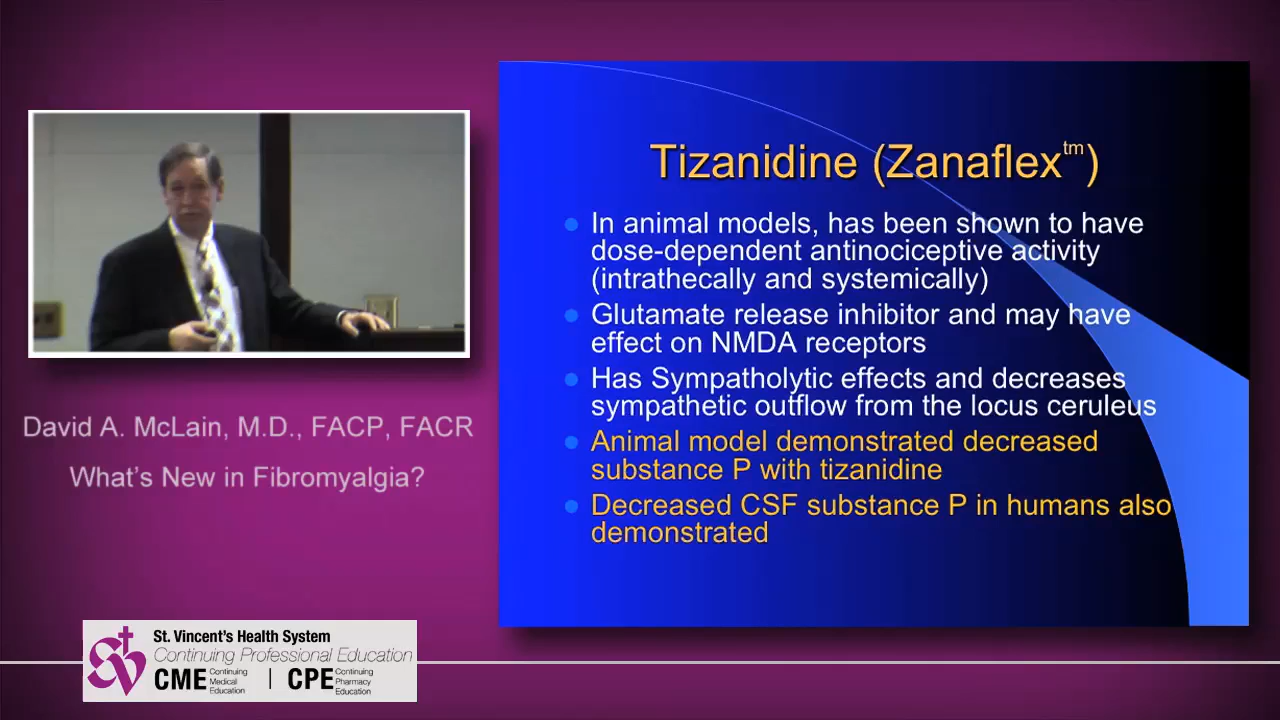 Tizanidine (Zanaflex™)
In animal models, has been shown to have
dose-dependent antinociceptive activity
(intrathecally and systemically)
Glutamate release inhibitor and may have
effect on NMDA receptors
Has Sympatholytic effects and decreases
sympathetic outflow from the locus ceruleus
Animal model demonstrated decreased
substance P with tizanidine
Decreased CSF substance P in humans also
demonstrated
David A. McLain, M.D., FACP, FACR
What's New in Fibromyalgia?
St. Vincent's Health System
Continuing Professional Education
CME Continuing Medical Education | CPE Continuing Pharmacy Education